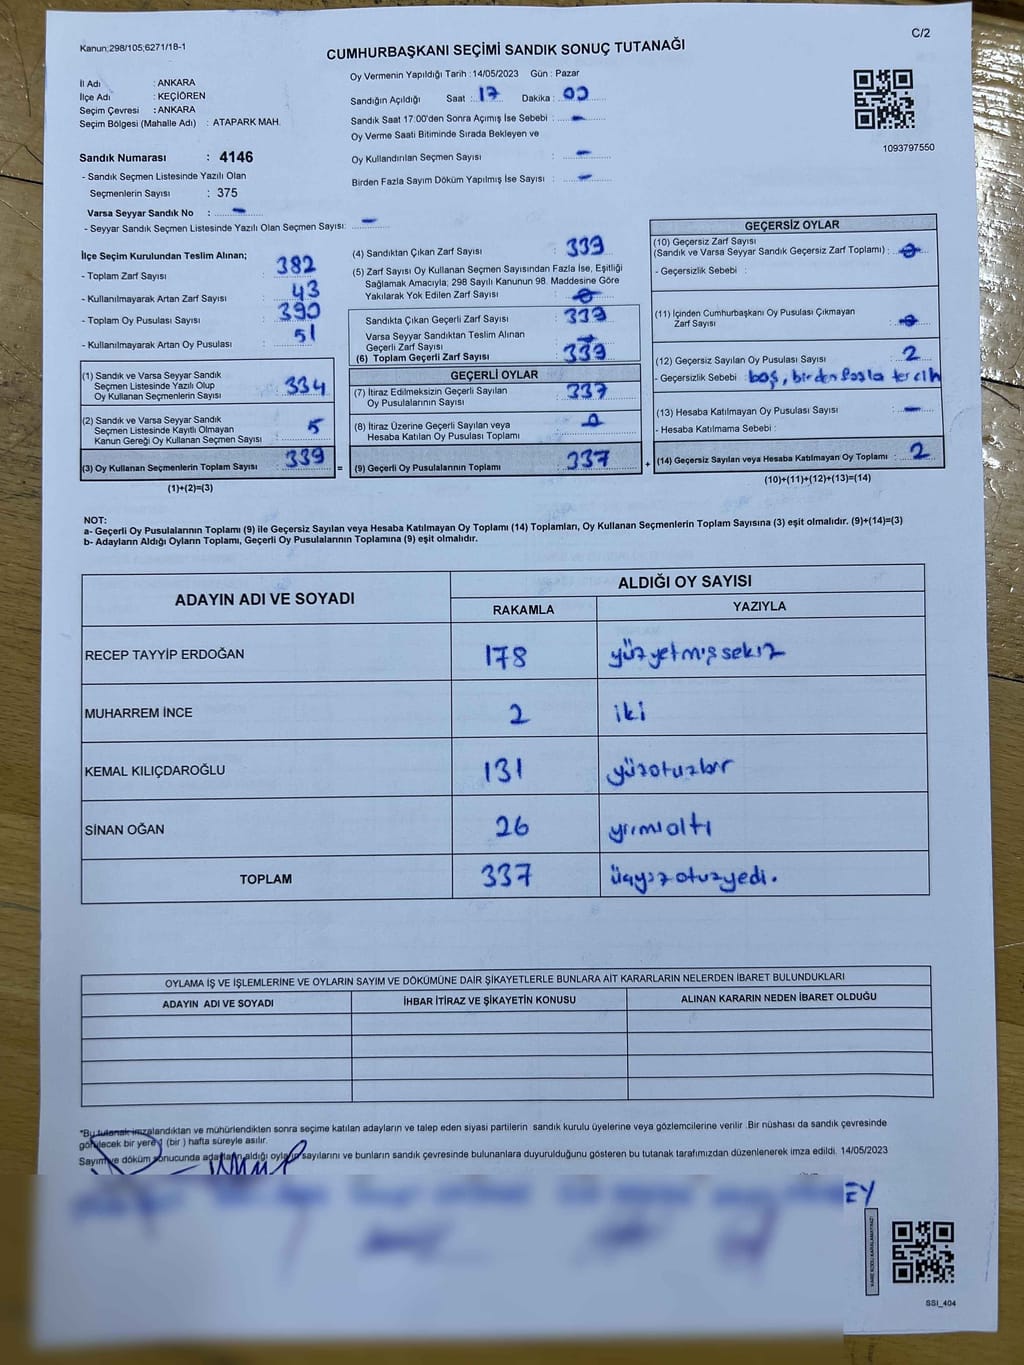 Kanun;298/105;6271/18-1
C/2
CUMHURBAŞKANI SEÇİMİ SANDIK SONUÇ TUTANAĞI
İl Adı : ANKARA
İlçe Adı : KEÇİÖREN
Seçim Çevresi : ANKARA
Seçim Bölgesi (Mahalle Adı) : ATAPARK MAH.
Sandık Numarası : 4146
- Sandık Seçmen Listesinde Yazılı Olan
Seçmenlerin Sayısı : 375
Varsa Seyyar Sandık No : -
- Seyyar Sandık Seçmen Listesinde Yazılı Olan Seçmen Sayısı: -
Oy Vermenin Yapıldığı Tarih : 14/05/2023 Gün : Pazar
Sandığın Açıldığı Saat : 17 Dakika : 00
Sandık Saat 17.00'den Sonra Açımış İse Sebebi : -
Oy Verme Saati Bitiminde Sırada Bekleyen ve
Oy Kullandırılan Seçmen Sayısı : -
Birden Fazla Sayım Döküm Yapılmış İse Sayısı : -
1093797550
İlçe Seçim Kurulundan Teslim Alınan;
- Toplam Zarf Sayısı : 382
- Kullanılmayarak Artan Zarf Sayısı : 43
- Toplam Oy Pusulası Sayısı : 390
- Kullanılmayarak Artan Oy Pusulası : 51
(1) Sandık ve Varsa Seyyar Sandık
Seçmen Listesinde Yazılı Olup
Oy Kullanan Seçmenlerin Sayısı : 334
(2) Sandık ve Varsa Seyyar Sandık
Seçmen Listesinde Kayıtlı Olmayan
Kanun Gereği Oy Kullanan Seçmen Sayısı : 5
(3) Oy Kullanan Seçmenlerin Toplam Sayısı : 339
(1)+(2)=(3)
(4) Sandıktan Çıkan Zarf Sayısı : 339
(5) Zarf Sayısı Oy Kullanan Seçmen Sayısından Fazla İse, Eşitliği
Sağlamak Amacıyla; 298 Sayılı Kanunun 98. Maddesine Göre
Yakılarak Yok Edilen Zarf Sayısı : 0
Sandıkta Çıkan Geçerli Zarf Sayısı : 339
Varsa Seyyar Sandıktan Teslim Alınan
Geçerli Zarf Sayısı : -
(6) Toplam Geçerli Zarf Sayısı : 339
GEÇERLİ OYLAR
(7) İtiraz Edilmeksizin Geçerli Sayılan
Oy Pusulalarının Sayısı : 337
(8) İtiraz Üzerine Geçerli Sayılan veya
Hesaba Katılan Oy Pusulası Toplamı : 0
= (9) Geçerli Oy Pusulalarının Toplamı : 337 +
GEÇERSİZ OYLAR
(10) Geçersiz Zarf Sayısı
(Sandık ve Varsa Seyyar Sandık Geçersiz Zarf Toplamı) : 0
- Geçersizlik Sebebi :
(11) İçinden Cumhurbaşkanı Oy Pusulası Çıkmayan
Zarf Sayısı : 0
(12) Geçersiz Sayılan Oy Pusulası Sayısı : 2
- Geçersizlik Sebebi : boş, birden fazla tercih
(13) Hesaba Katılmayan Oy Pusulası Sayısı : -
- Hesaba Katılmama Sebebi :
(14) Geçersiz Sayılan veya Hesaba Katılmayan Oy Toplamı : 2
(10)+(11)+(12)+(13)=(14)
NOT:
a- Geçerli Oy Pusulalarının Toplamı (9) ile Geçersiz Sayılan veya Hesaba Katılmayan Oy Toplamı (14) Toplamları, Oy Kullanan Seçmenlerin Toplam Sayısına (3) eşit olmalıdır. (9)+(14)=(3)
b- Adayların Aldığı Oyların Toplamı, Geçerli Oy Pusulalarının Toplamına (9) eşit olmalıdır.
ADAYIN ADI VE SOYADI ALDIĞI OY SAYISI
RAKAMLA YAZIYLA
RECEP TAYYİP ERDOĞAN 178 yüzyetmişsekiz
MUHARREM İNCE 2 iki
KEMAL KILIÇDAROĞLU 131 yüzotuzbir
SİNAN OĞAN 26 yirmialtı
TOPLAM 337 üçyüzotuzyedi.
OYLAMA İŞ VE İŞLEMLERİNE VE OYLARIN SAYIM VE DÖKÜMÜNE DAİR ŞİKAYETLERLE BUNLARA AİT KARARLARIN NELERDEN İBARET BULUNDUKLARI
ADAYIN ADI VE SOYADI İHBAR İTİRAZ VE ŞİKAYETİN KONUSU ALINAN KARARIN NEDEN İBARET OLDUĞU
*Bu tutanak imzalandıktan ve mühürlendikten sonra seçime katılan adayların ve talep eden siyasi partilerin sandık kurulu üyelerine veya gözlemcilerine verilir .Bir nüshası da sandık çevresinde
görülecek bir yere 1 (bir ) hafta süreyle asılır.
Sayım ve döküm sonucunda adayların aldığı oyların sayılarını ve bunların sandık çevresinde bulunanlara duyurulduğunu gösteren bu tutanak tarafımızdan düzenlenerek imza edildi. 14/05/2023
EY
SSI_404